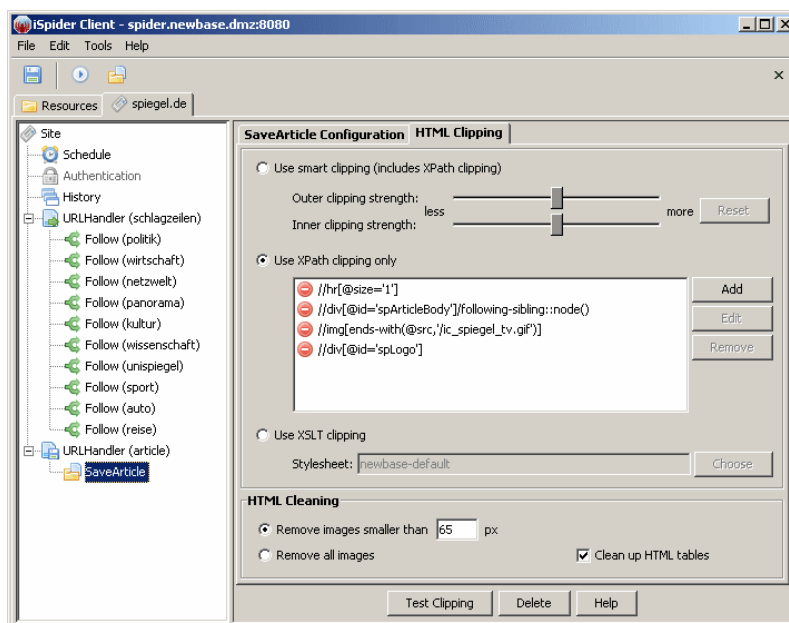 iSpider Client - spider.newbase.dmz:8080
File Edit Tools Help
Resources spiegel.de
Site
Schedule
Authentication
History
URLHandler (schlagzeilen)
Follow (politik)
Follow (wirtschaft)
Follow (netzwelt)
Follow (panorama)
Follow (kultur)
Follow (wissenschaft)
Follow (unispiegel)
Follow (sport)
Follow (auto)
Follow (reise)
URLHandler (article)
SaveArticle
SaveArticle Configuration HTML Clipping
Use smart clipping (includes XPath clipping)
Outer clipping strength:
less more Reset
Inner clipping strength:
Use XPath clipping only
//hr[@size='1'] Add
//div[@id='spArticleBody']/following-sibling::node()
Edit
//img[ends-with(@src,'/ic_spiegel_tv.gif')]
//div[@id='spLogo'] Remove
Use XSLT clipping
Stylesheet: newbase-default Choose
HTML Cleaning
Remove images smaller than 65 px
Remove all images Clean up HTML tables
Test Clipping Delete Help